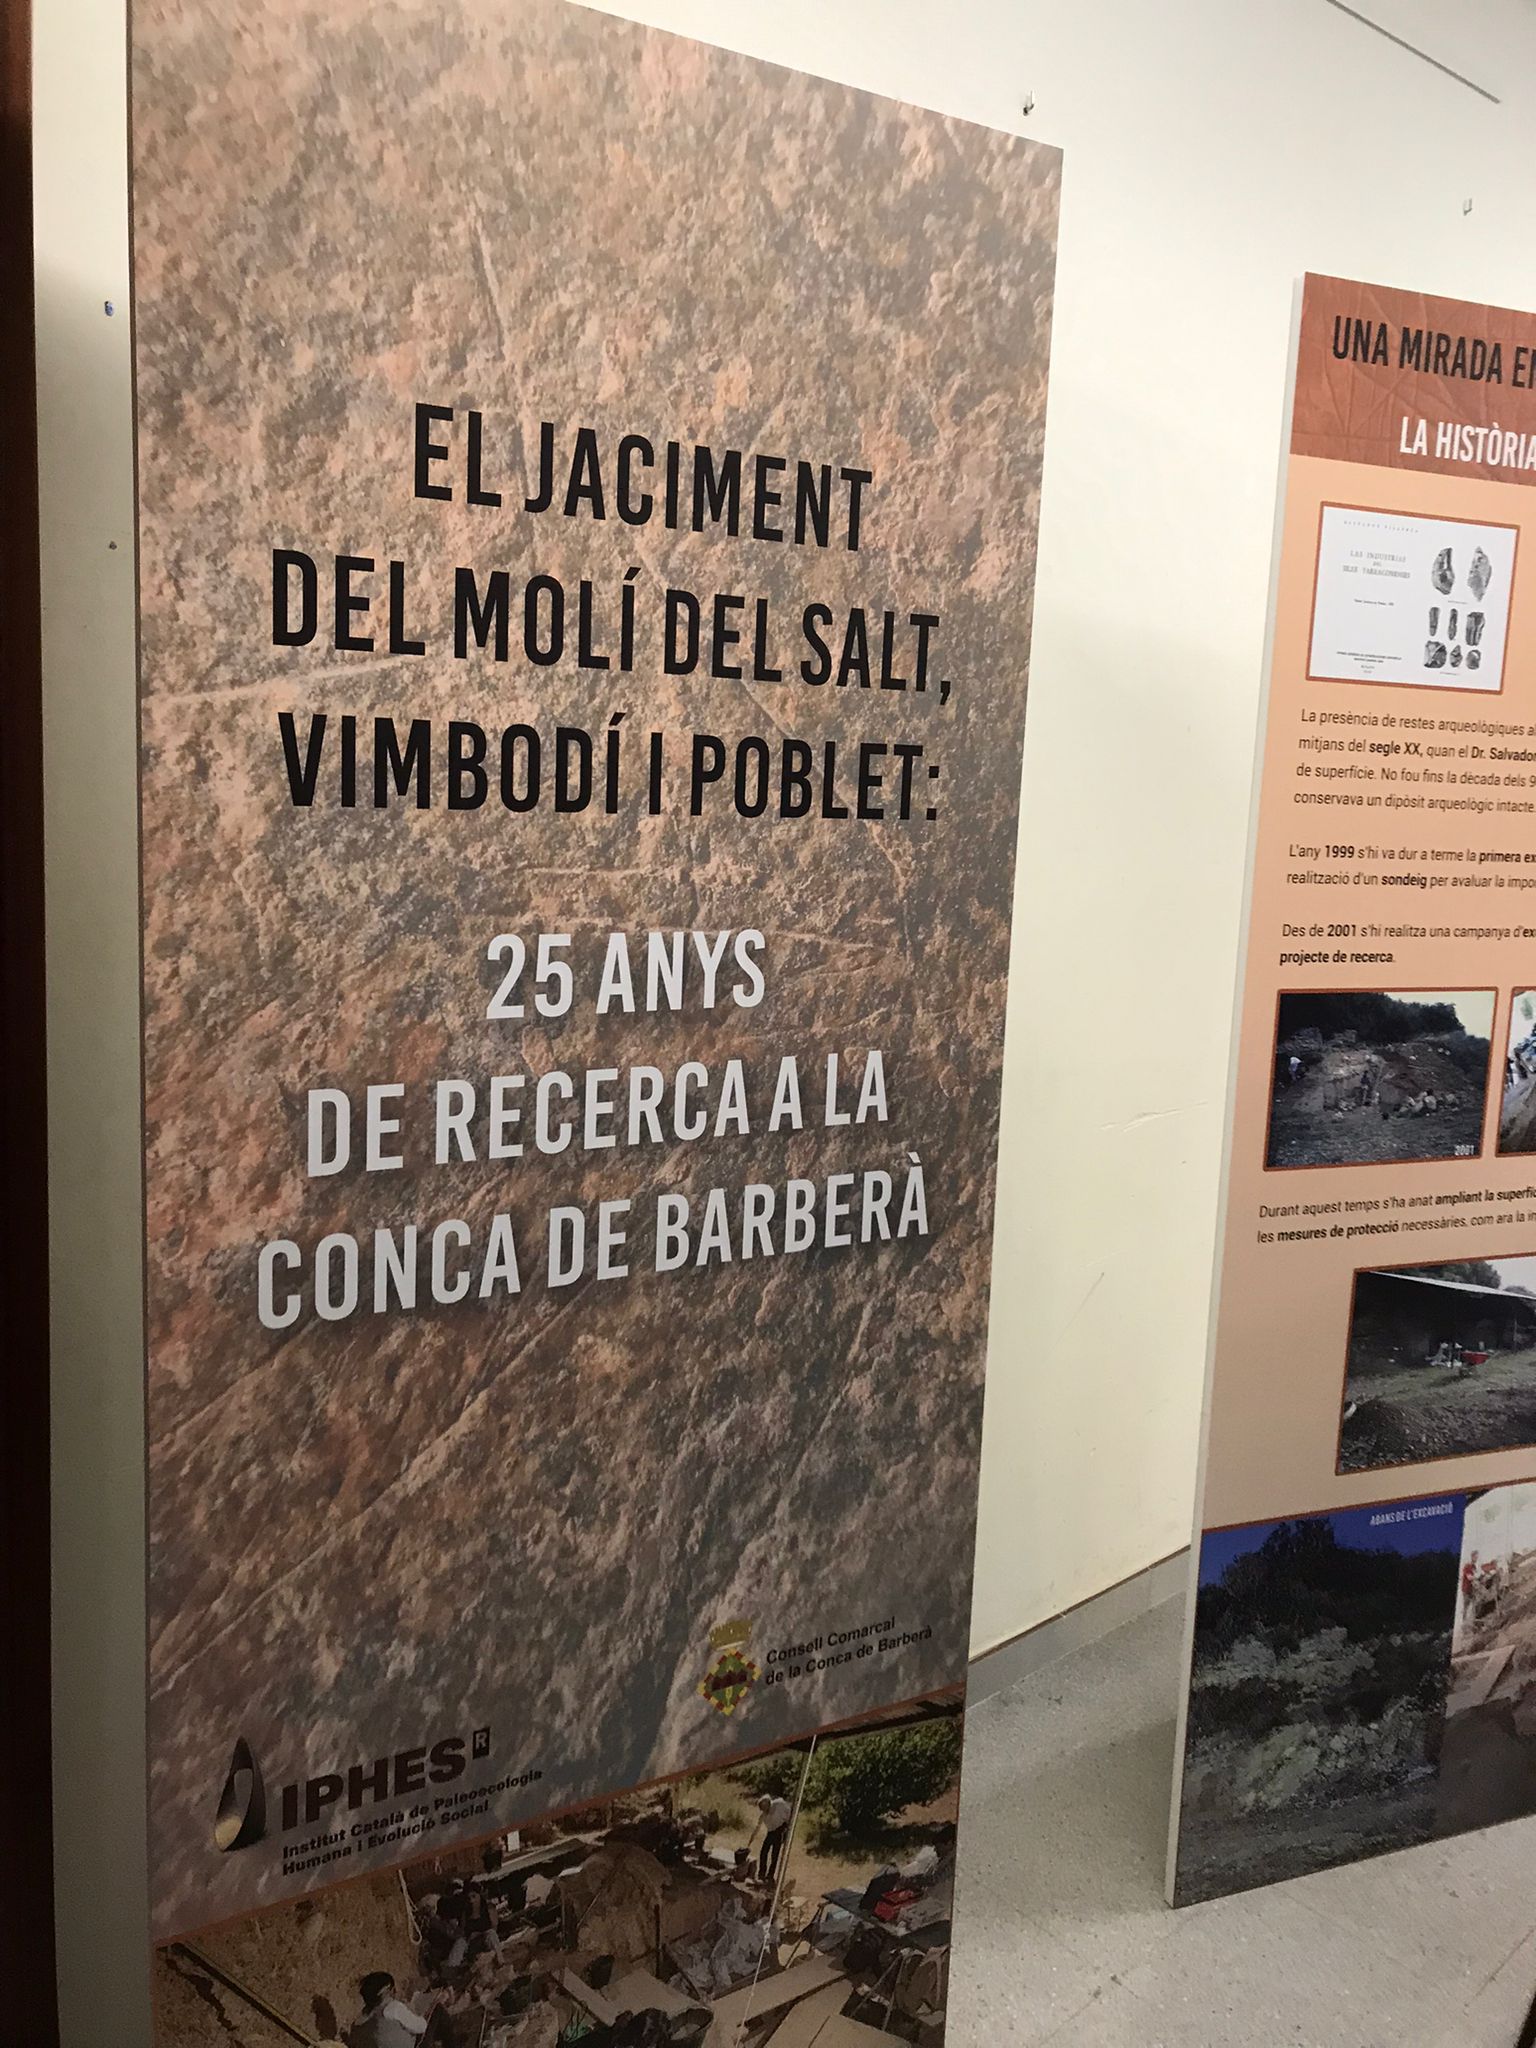 EL JACIMENT
DEL MOLÍ DEL SALT,
VIMBODÍ I POBLET:
25 ANYS
DE RECERCA A LA
CONCA DE BARBERÀ
Consell Comarcal
de la Conca de Barberà
IPHES R
Institut Català de Paleoecologia
Humana i Evolució Social
UNA MIRADA
LA HISTÒRIA
LAS INDUSTRIAS
DEL
SILEX TARRACONENSES
La presència de restes arqueològiques
mitjans del segle XX, quan el Dr. Salvador
de superfície. No fou fins la dècada dels 9
conservava un dipòsit arqueològic intacte.
L'any 1999 s'hi va dur a terme la primera ex
realització d'un sondeig per avaluar la impo
Des de 2001 s'hi realitza una campanya d'ex
projecte de recerca.
2001
Durant aquest temps s'ha anat ampliant la superfíc
les mesures de protecció necessàries, com ara la in
ABANS DE L'EXCAVACIÓ